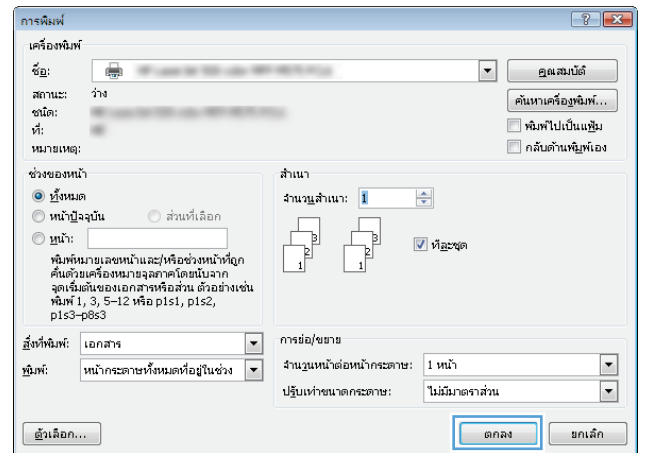 การพิมพ์
เครื่องพิมพ์
ชื่อ:
คุณสมบัติ
สถานะ: ว่าง
ค้นหาเครื่องพิมพ์...
ชนิด:
ที่:
พิมพ์ไปเป็นแฟ้ม
หมายเหตุ:
กลับด้านพิมพ์เอง
ช่วงของหน้า
ทั้งหมด
หน้าปัจจุบัน ส่วนที่เลือก
หน้า:
พิมพ์หมายเลขหน้าและ/หรือช่วงหน้าที่ถูก
คั่นด้วยเครื่องหมายจุลภาคโดยนับจาก
จุดเริ่มต้นของเอกสารหรือส่วน ตัวอย่างเช่น
พิมพ์ 1, 3, 5–12 หรือ p1s1, p1s2,
p1s3–p8s3
สำเนา
จำนวนสำเนา: 1
1 2 3 1 2 3
ทีละชุด
สิ่งที่พิมพ์: เอกสาร
พิมพ์: หน้ากระดาษทั้งหมดที่อยู่ในช่วง
การย่อ/ขยาย
จำนวนหน้าต่อหน้ากระดาษ: 1 หน้า
ปรับเท่าขนาดกระดาษ: ไม่มีมาตราส่วน
ตัวเลือก...
ตกลง
ยกเลิก